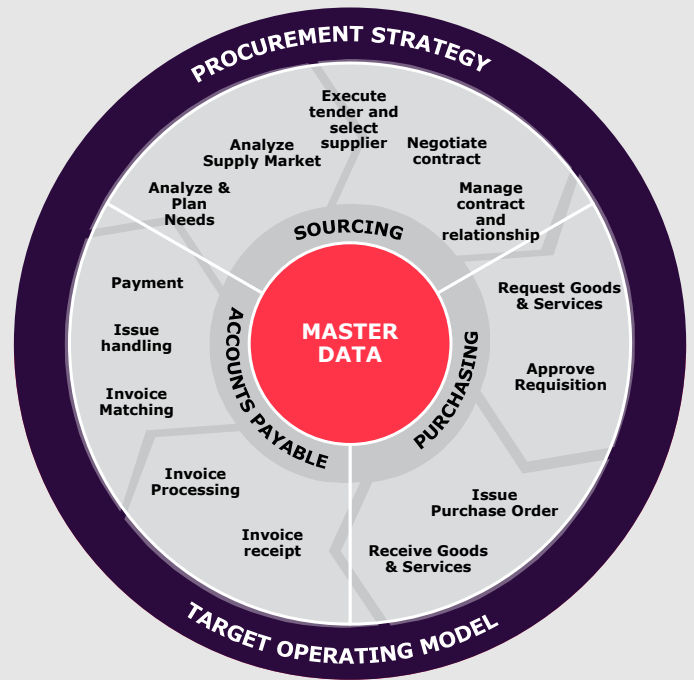 PROCUREMENT STRATEGY
Execute
tender and
select
supplier
Analyze
Supply Market
Negotiate
contract
Analyze &
Plan
Needs
Manage
contract
and
relationship
SOURCING
Payment
Request Goods
& Services
Issue
handling
MASTER
DATA
ACCOUNTS PAYABLE
PURCHASING
Approve
Requisition
Invoice
Matching
Invoice
Processing
Issue
Purchase Order
Invoice
receipt
Receive Goods
& Services
TARGET OPERATING MODEL